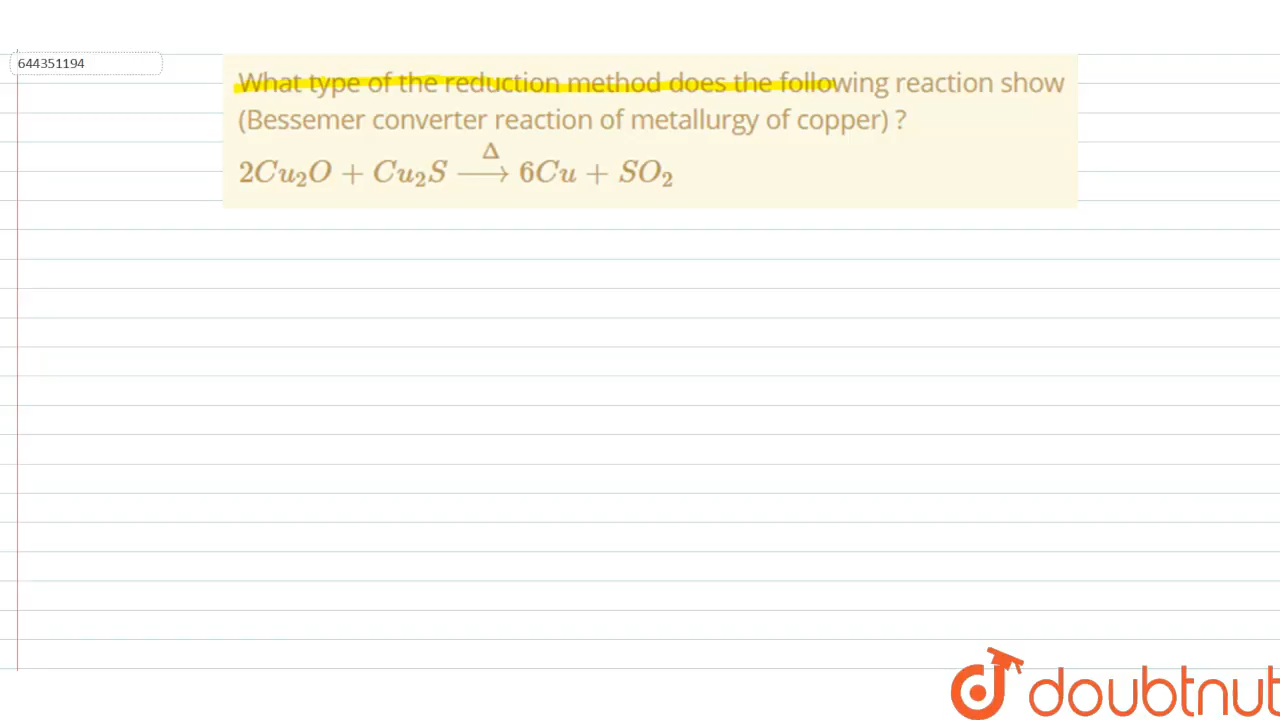 644351194
What type of the reduction method does the following reaction show
(Bessemer converter reaction of metallurgy of copper) ?
2Cu₂O + Cu₂S \xrightarrow{Δ} 6Cu + SO₂
doubtnut